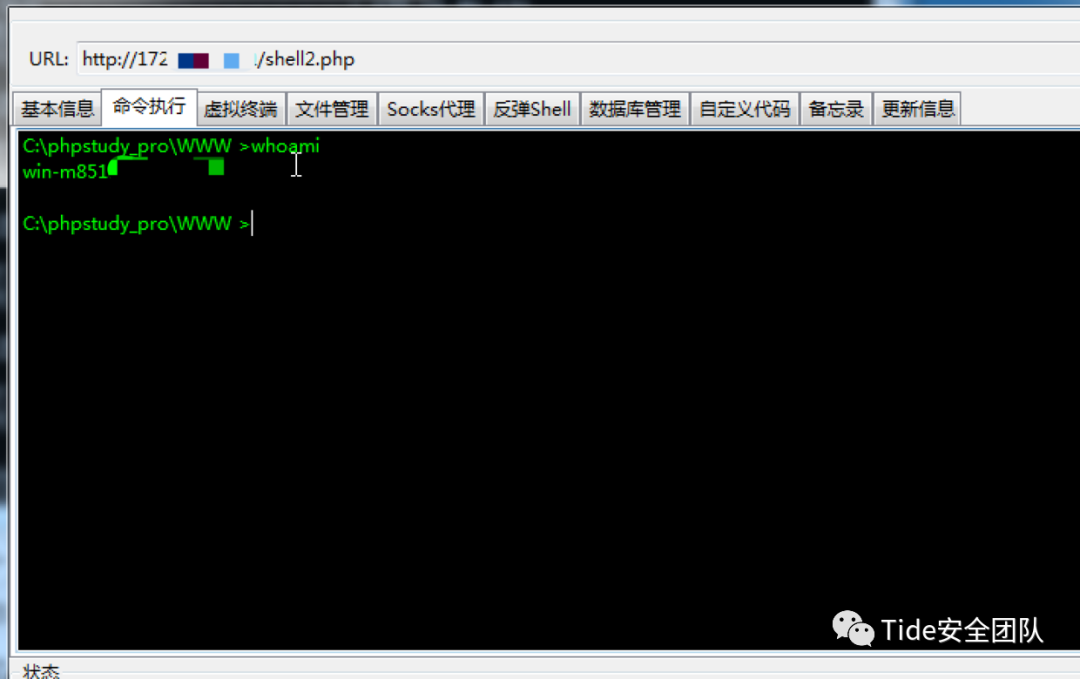 URL: http://172 /shell2.php
基本信息 命令执行 虚拟终端 文件管理 Socks代理 反弹Shell 数据库管理 自定义代码 备忘录 更新信息
C:\phpstudy_pro\WWW >whoami
win-m851
C:\phpstudy_pro\WWW >
Tide安全团队
状态